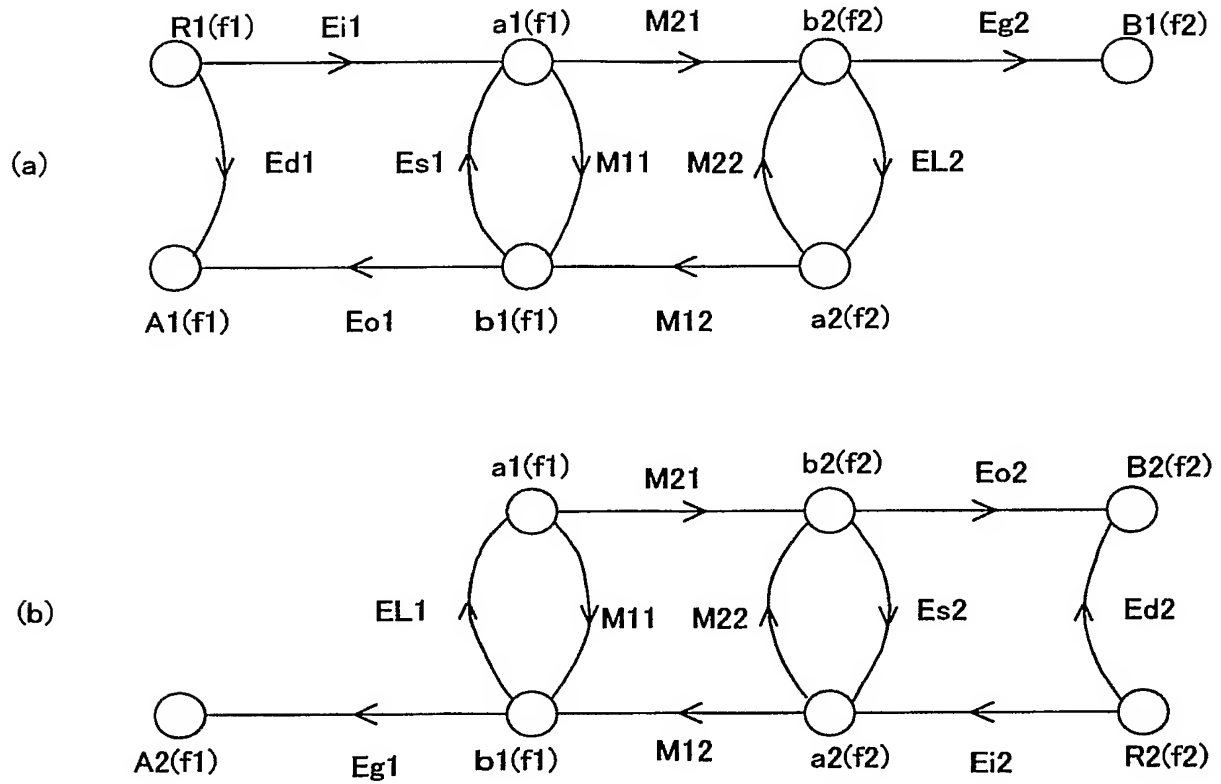 R1(f1) Ei1 a1(f1) M21 b2(f2) Eg2 B1(f2)
(a) Ed1 Es1 M11 M22 EL2
A1(f1) Eo1 b1(f1) M12 a2(f2)
a1(f1) M21 b2(f2) Eo2 B2(f2)
(b) EL1 M11 M22 Es2 Ed2
A2(f1) Eg1 b1(f1) M12 a2(f2) Ei2 R2(f2)